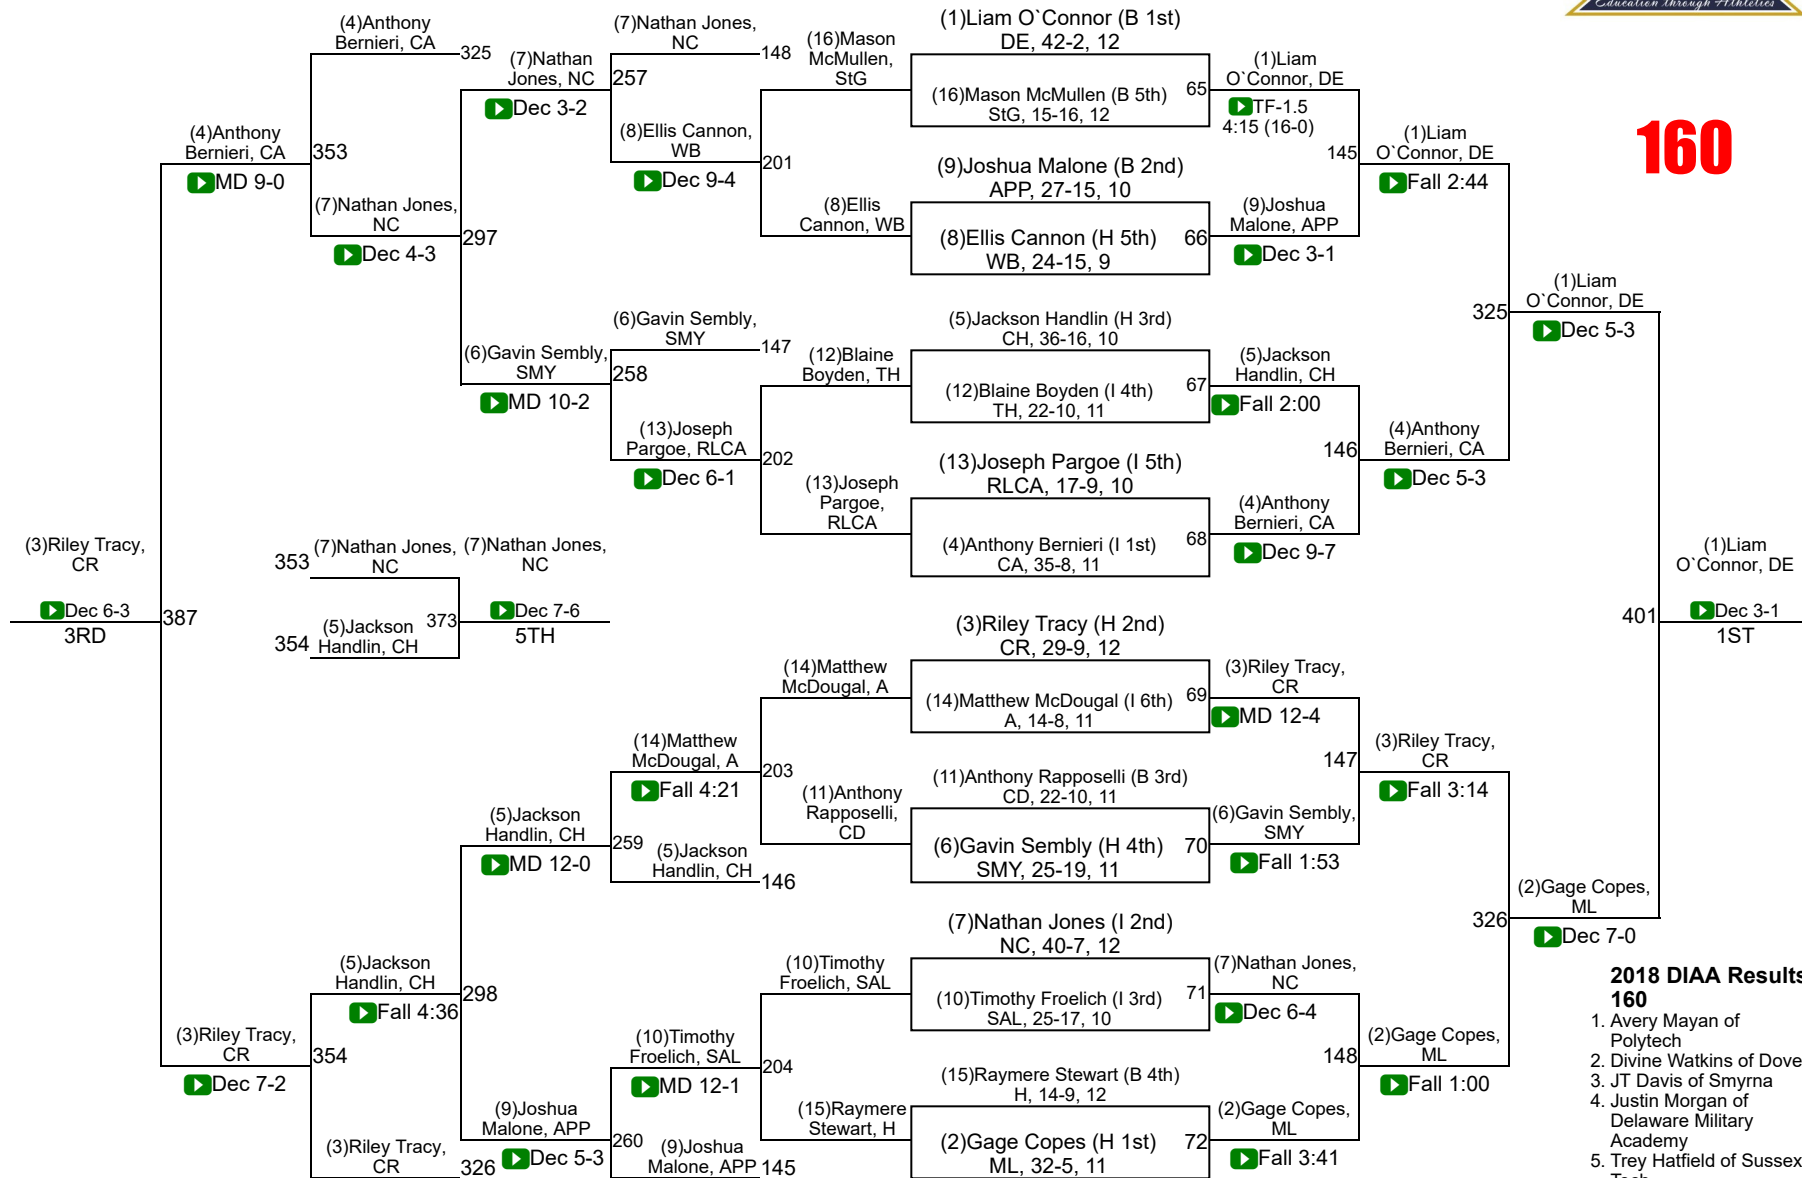 Education through Athletics
160
(4)Anthony
Bernieri, CA
325
(7)Nathan
Jones, NC
Dec 3-2
(7)Nathan Jones,
NC
148
257
(8)Ellis Cannon,
WB
Dec 9-4
(16)Mason
McMullen,
StG
201
(8)Ellis
Cannon, WB
(4)Anthony
Bernieri, CA
MD 9-0
353
(7)Nathan Jones,
NC
Dec 4-3
297
(6)Gavin Sembly,
SMY
MD 10-2
(6)Gavin Sembly,
SMY
147
258
(13)Joseph
Pargoe, RLCA
Dec 6-1
(12)Blaine
Boyden, TH
202
(13)Joseph
Pargoe,
RLCA
(1)Liam O`Connor (B 1st)
DE, 42-2, 12
(16)Mason McMullen (B 5th)
StG, 15-16, 12
65
(9)Joshua Malone (B 2nd)
APP, 27-15, 10
(8)Ellis Cannon (H 5th)
WB, 24-15, 9
66
(5)Jackson Handlin (H 3rd)
CH, 36-16, 10
(12)Blaine Boyden (I 4th)
TH, 22-10, 11
67
(13)Joseph Pargoe (I 5th)
RLCA, 17-9, 10
(4)Anthony Bernieri (I 1st)
CA, 35-8, 11
68
(1)Liam
O`Connor, DE
TF-1.5
4:15 (16-0)
145
(9)Joshua
Malone, APP
Dec 3-1
(1)Liam
O`Connor, DE
Fall 2:44
(5)Jackson
Handlin, CH
Fall 2:00
146
(4)Anthony
Bernieri, CA
Dec 9-7
(4)Anthony
Bernieri, CA
Dec 5-3
325
(1)Liam
O`Connor, DE
Dec 5-3
(3)Riley Tracy,
CR
Dec 6-3
3RD
387
353
(7)Nathan Jones,
NC
354
(5)Jackson
Handlin, CH
373
(7)Nathan Jones,
NC
Dec 7-6
5TH
401
(1)Liam
O`Connor, DE
Dec 3-1
1ST
(3)Riley Tracy (H 2nd)
CR, 29-9, 12
(14)Matthew McDougal (I 6th)
A, 14-8, 11
69
(11)Anthony Rapposelli (B 3rd)
CD, 22-10, 11
(6)Gavin Sembly (H 4th)
SMY, 25-19, 11
70
(7)Nathan Jones (I 2nd)
NC, 40-7, 12
(10)Timothy Froelich (I 3rd)
SAL, 25-17, 10
71
(15)Raymere Stewart (B 4th)
H, 14-9, 12
(2)Gage Copes (H 1st)
ML, 32-5, 11
72
(14)Matthew
McDougal, A
203
(11)Anthony
Rapposelli,
CD
(14)Matthew
McDougal, A
Fall 4:21
259
(5)Jackson
Handlin, CH
146
(5)Jackson
Handlin, CH
MD 12-0
(5)Jackson
Handlin, CH
Fall 4:36
298
(10)Timothy
Froelich, SAL
204
(15)Raymere
Stewart, H
(10)Timothy
Froelich, SAL
MD 12-1
260
(9)Joshua
Malone, APP
145
(9)Joshua
Malone, APP
Dec 5-3
(3)Riley Tracy,
CR
Dec 7-2
354
(3)Riley Tracy,
CR
326
(3)Riley Tracy,
CR
MD 12-4
147
(6)Gavin Sembly,
SMY
Fall 1:53
(3)Riley Tracy,
CR
Fall 3:14
(7)Nathan Jones,
NC
Dec 6-4
148
(2)Gage Copes,
ML
Fall 3:41
(2)Gage Copes,
ML
Fall 1:00
326
(2)Gage Copes,
ML
Dec 7-0
2018 DIAA Results
160
1. Avery Mayan of
Polytech
2. Divine Watkins of Dove
3. JT Davis of Smyrna
4. Justin Morgan of
Delaware Military
Academy
5. Trey Hatfield of Sussex